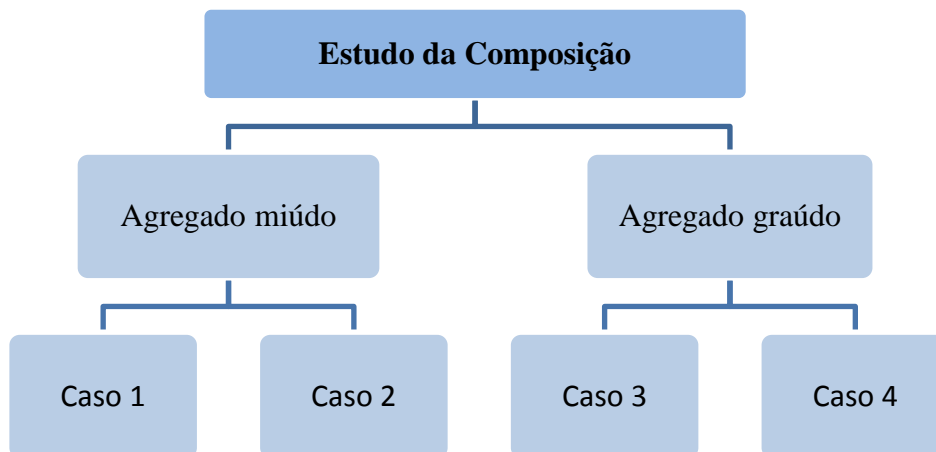 Estudo da Composição
Agregado miúdo
Agregado graúdo
Caso 1
Caso 2
Caso 3
Caso 4